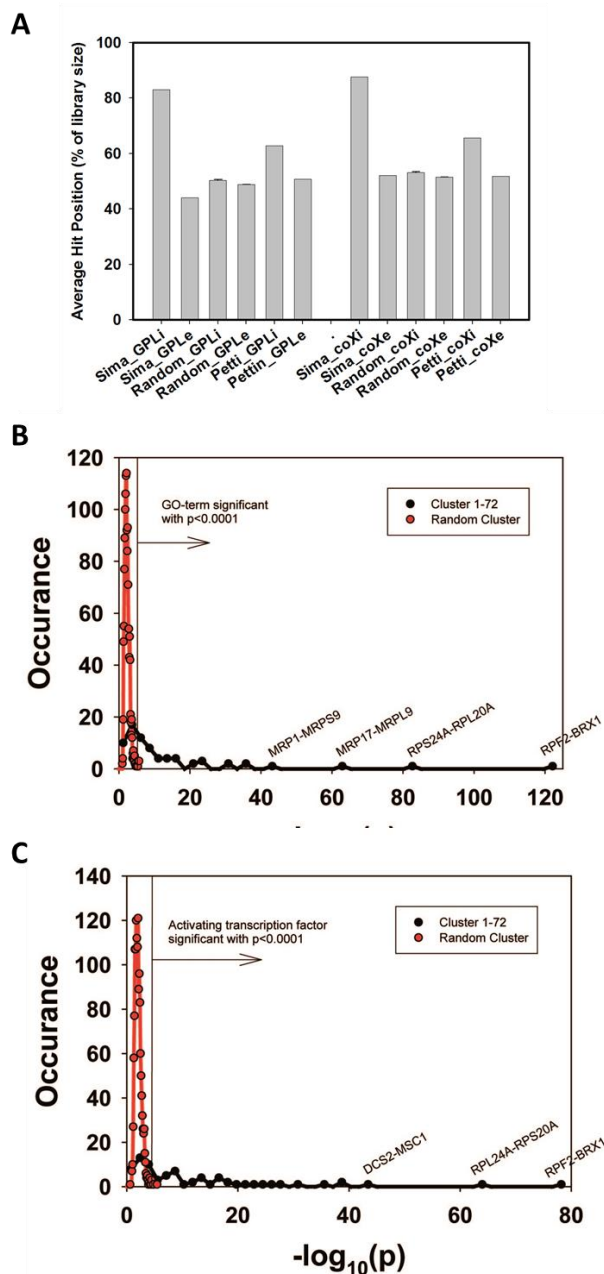 A
Average Hit Position (% of library size)
100
80
60
40
20
0
Sima_GPLi
Sima_GPLe
Random_GPLi
Random_GPLe
Petti_GPLi
Pettin_GPLe
.
Sima_coXi
Sima_coXe
Random_coXi
Random_coXe
Petti_coXi
Petti_coXe
B
Occurance
120
100
80
60
40
20
0
GO-term significant
with p<0.0001
Cluster 1-72
Random Cluster
MRP1-MRPS9
MRP17-MRPL9
RPS24A-RPL20A
RPF2-BRX1
0 20 40 60 80 100 120
C
Occurance
140
120
100
80
60
40
20
0
Activating transcription factor
significant with p<0.0001
Cluster 1-72
Random Cluster
DCS2-MSC1
RPL24A-RPS20A
RPF2-BRX1
0 20 40 60 80
-log10(p)